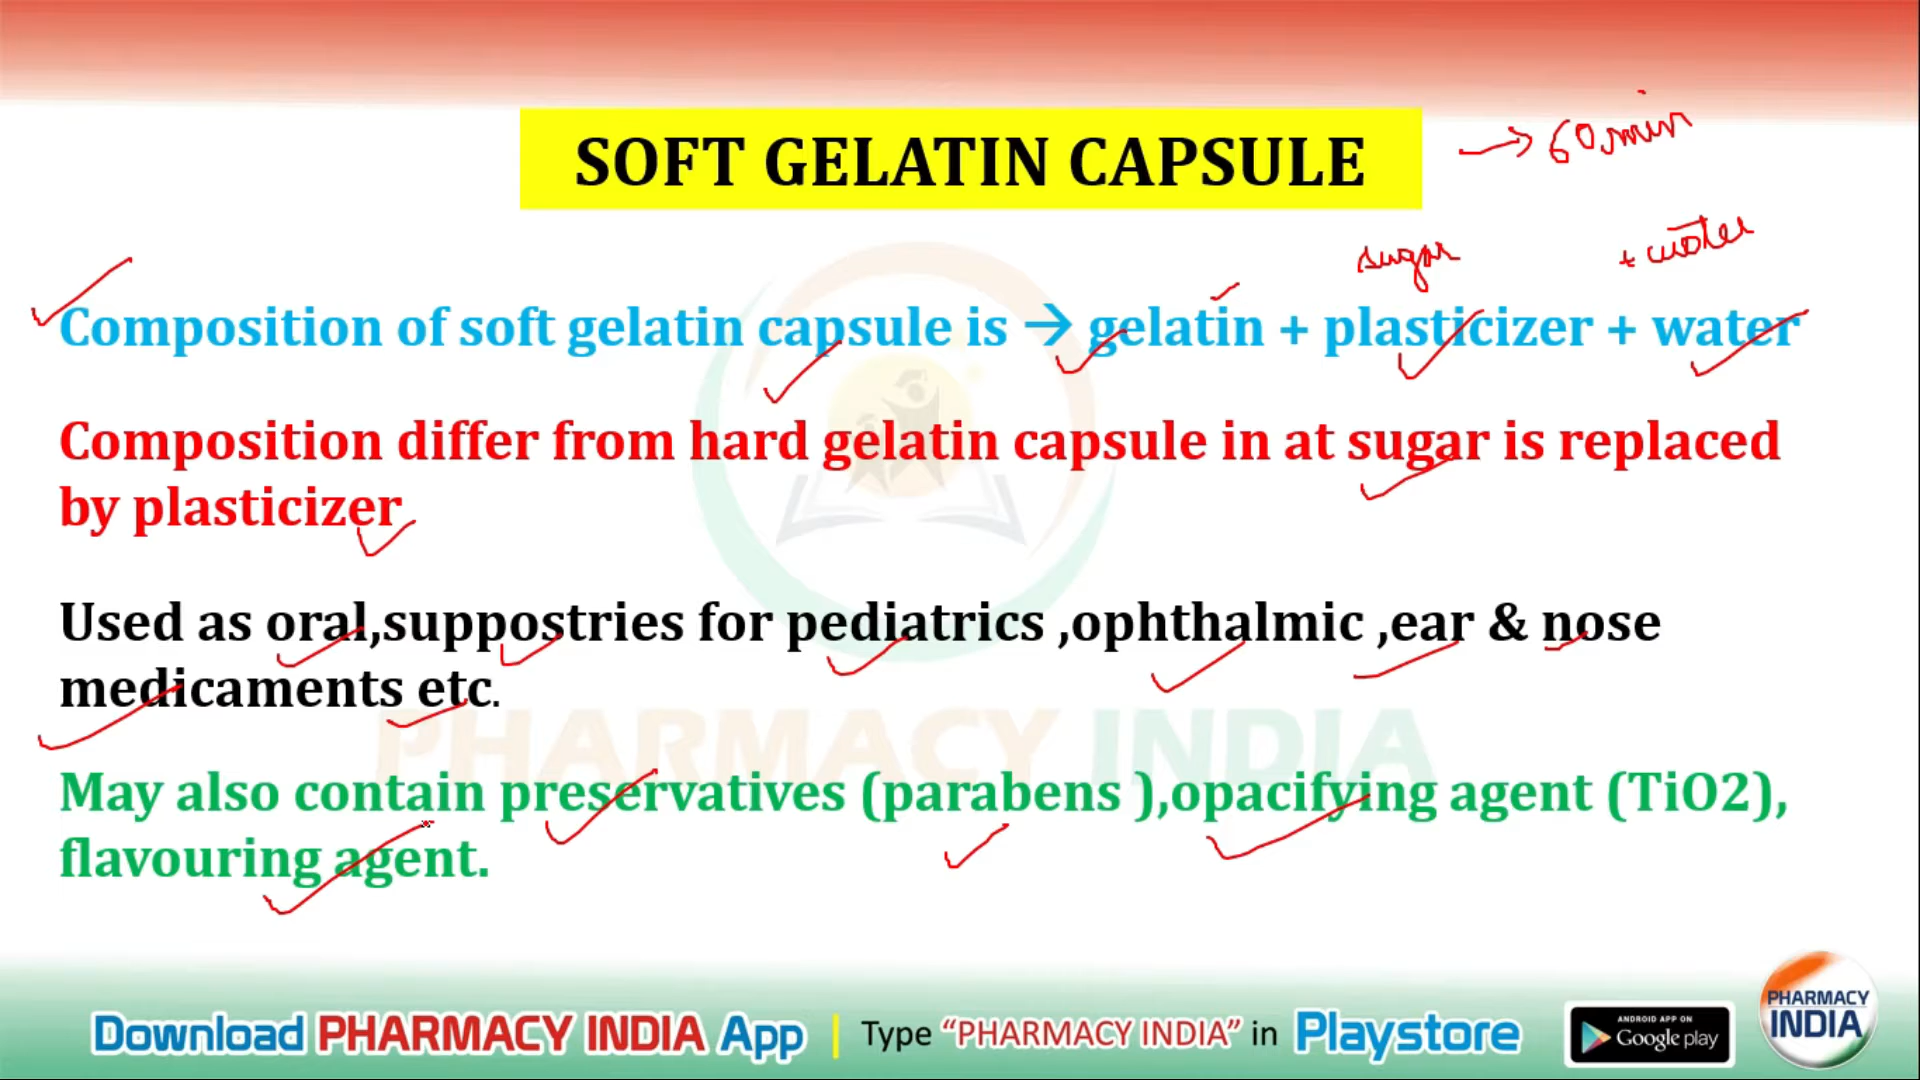 SOFT GELATIN CAPSULE
→ 60 min
sugar
+ water
Composition of soft gelatin capsule is → gelatin + plasticizer + water
Composition differ from hard gelatin capsule in at sugar is replaced
by plasticizer
Used as oral,suppostries for pediatrics ,ophthalmic ,ear & nose
medicaments etc.
PHARMACY INDIA
May also contain preservatives (parabens ),opacifying agent (TiO2),
flavouring agent.
Download PHARMACY INDIA App | Type “PHARMACY INDIA” in Playstore
ANDROID APP ON
Google play
PHARMACY
INDIA